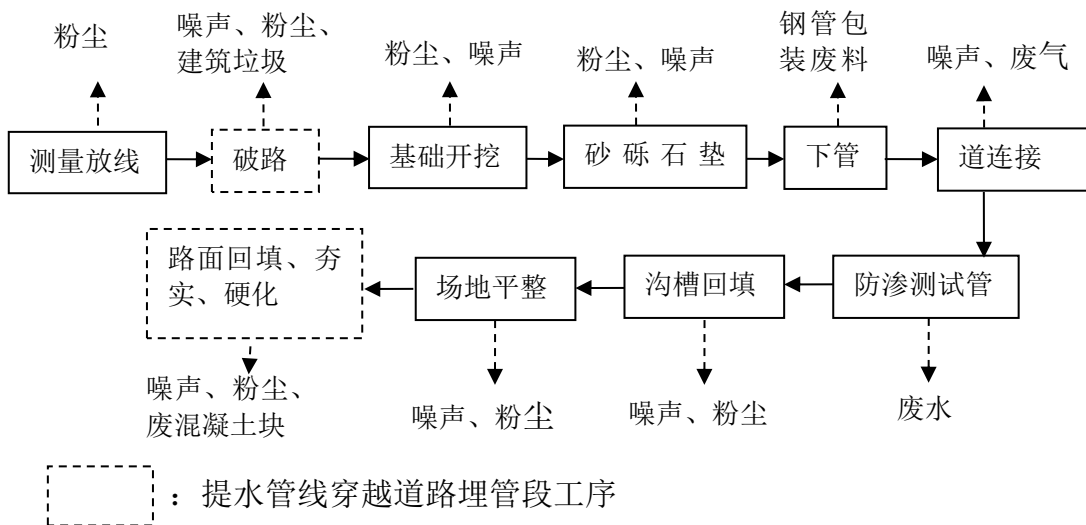 粉尘
噪声、粉尘、
建筑垃圾
粉尘、噪声
粉尘、噪声
钢管包
装废料
噪声、废气
测量放线
破路
基础开挖
砂砾石垫
下管
道连接
路面回填、夯
实、硬化
场地平整
沟槽回填
防渗测试管
噪声、粉尘、
废混凝土块
噪声、粉尘
噪声、粉尘
废水
：提水管线穿越道路埋管段工序